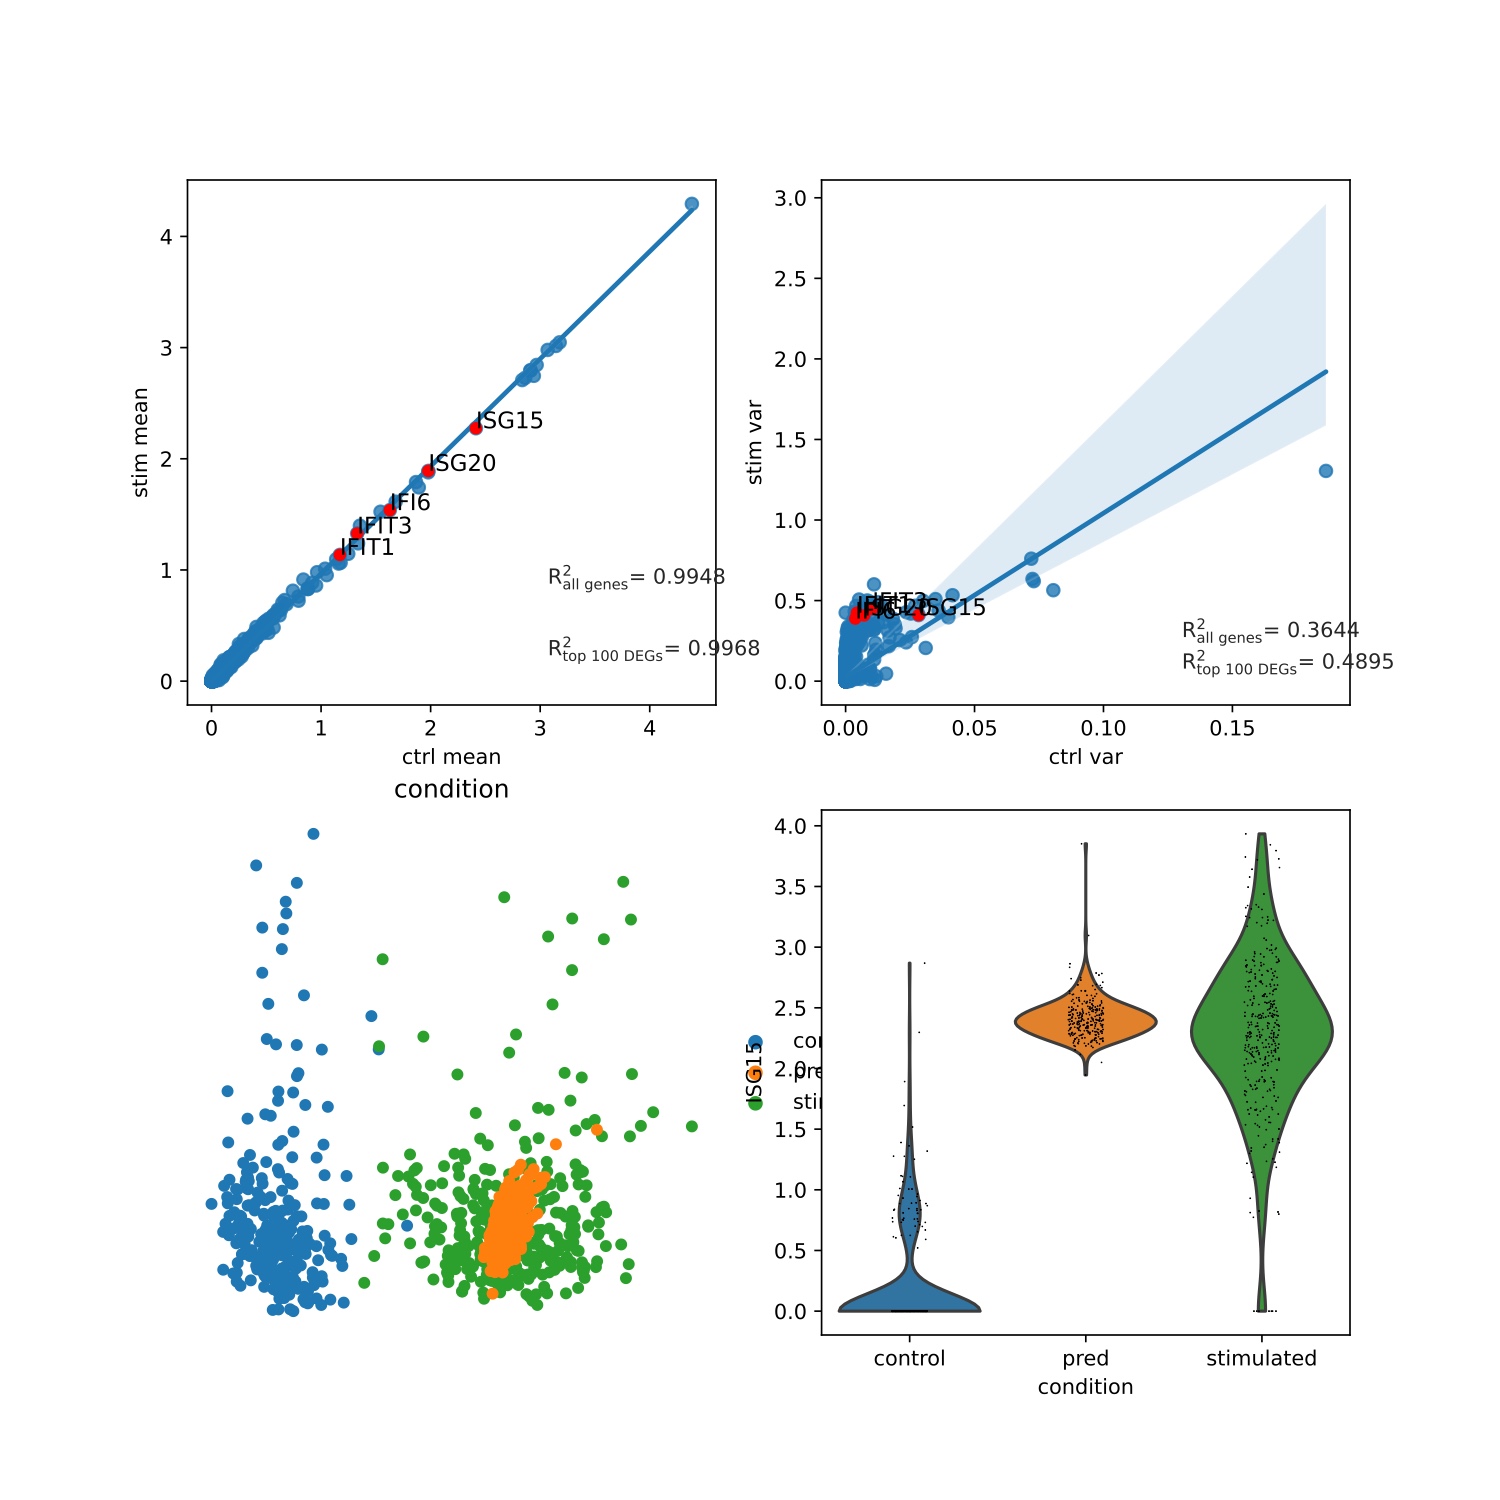 4
3
2
1
0
stim mean
ISG15
ISG20
IFI6
IFIT3
IFIT1
R²all genes= 0.9948
R²top 100 DEGs= 0.9968
0 1 2 3 4
ctrl mean
3.0
2.5
2.0
1.5
1.0
0.5
0.0
stim var
IFIT3
IFI6
ISG20
ISG15
R²all genes= 0.3644
R²top 100 DEGs= 0.4895
0.00 0.05 0.10 0.15
ctrl var
condition
4.0
3.5
3.0
2.5
2.0
1.5
1.0
0.5
0.0
ISG15
control pred stimulated
condition